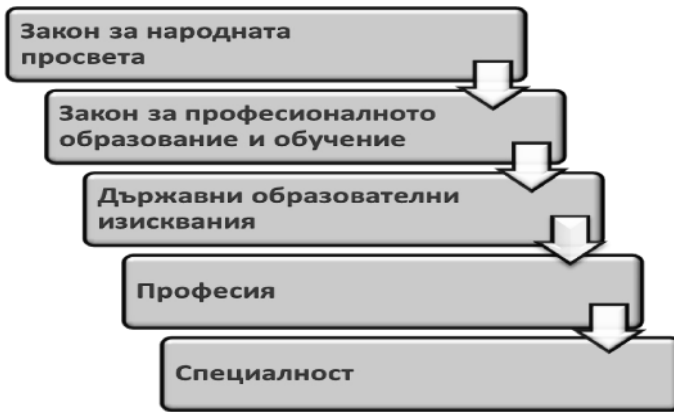 Закон за народната
просвета
Закон за професионалното
образование и обучение
Държавни образователни
изисквания
Професия
Специалност